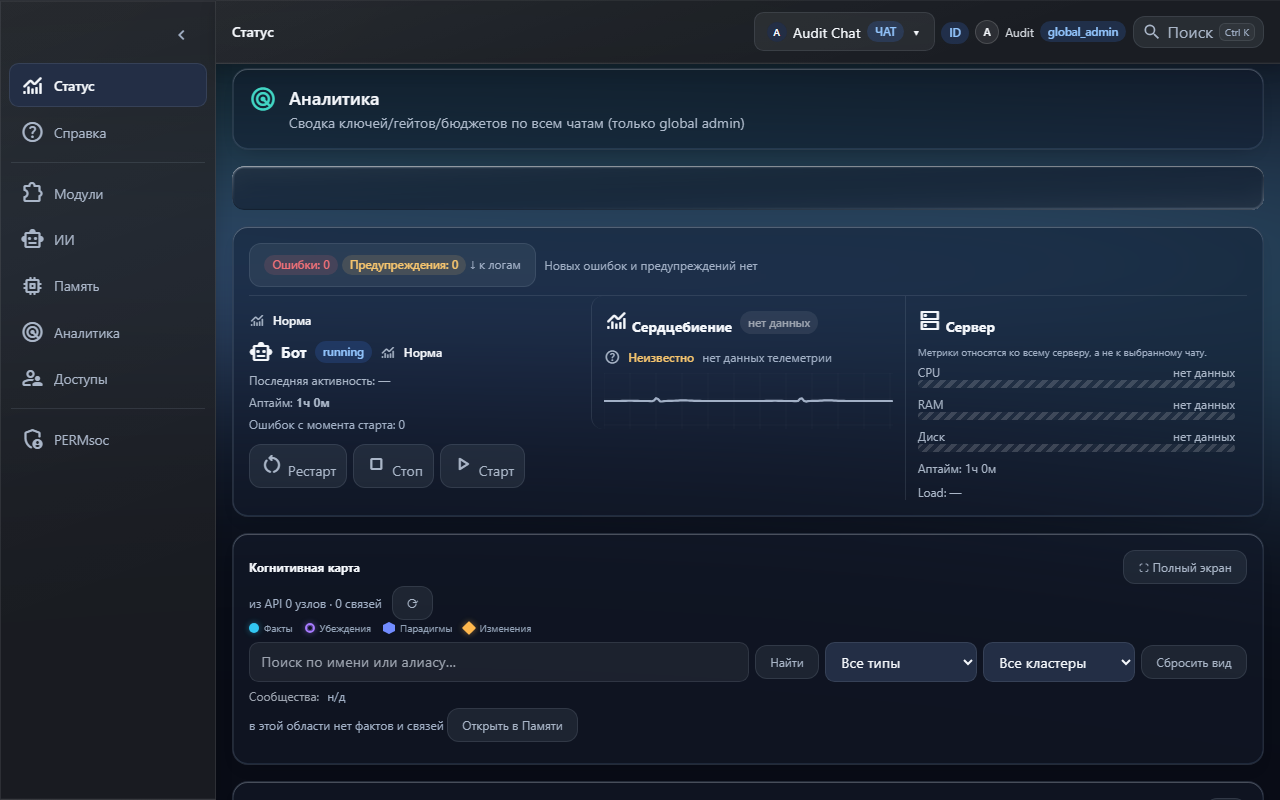 Статус
Справка
Модули
ИИ
Память
Аналитика
Доступы
PERMsoc
Статус
A Audit Chat ЧАТ ▾ ID A Audit global_admin Поиск Ctrl K
Аналитика
Сводка ключей/гейтов/бюджетов по всем чатам (только global admin)
Ошибки: 0 Предупреждения: 0 ↓ к логам Новых ошибок и предупреждений нет
Норма
Бот running Норма
Последняя активность: —
Аптайм: 1ч 0м
Ошибок с момента старта: 0
Рестарт Стоп Старт
Сердцебиение нет данных
Неизвестно нет данных телеметрии
Сервер
Метрики относятся ко всему серверу, а не к выбранному чату.
CPU нет данных
RAM нет данных
Диск нет данных
Аптайм: 1ч 0м
Load: —
Когнитивная карта
Полный экран
из API 0 узлов · 0 связей
Факты Убеждения Парадигмы Изменения
Поиск по имени или алиасу... Найти Все типы Все кластеры Сбросить вид
Сообщества: н/д
в этой области нет фактов и связей Открыть в Памяти